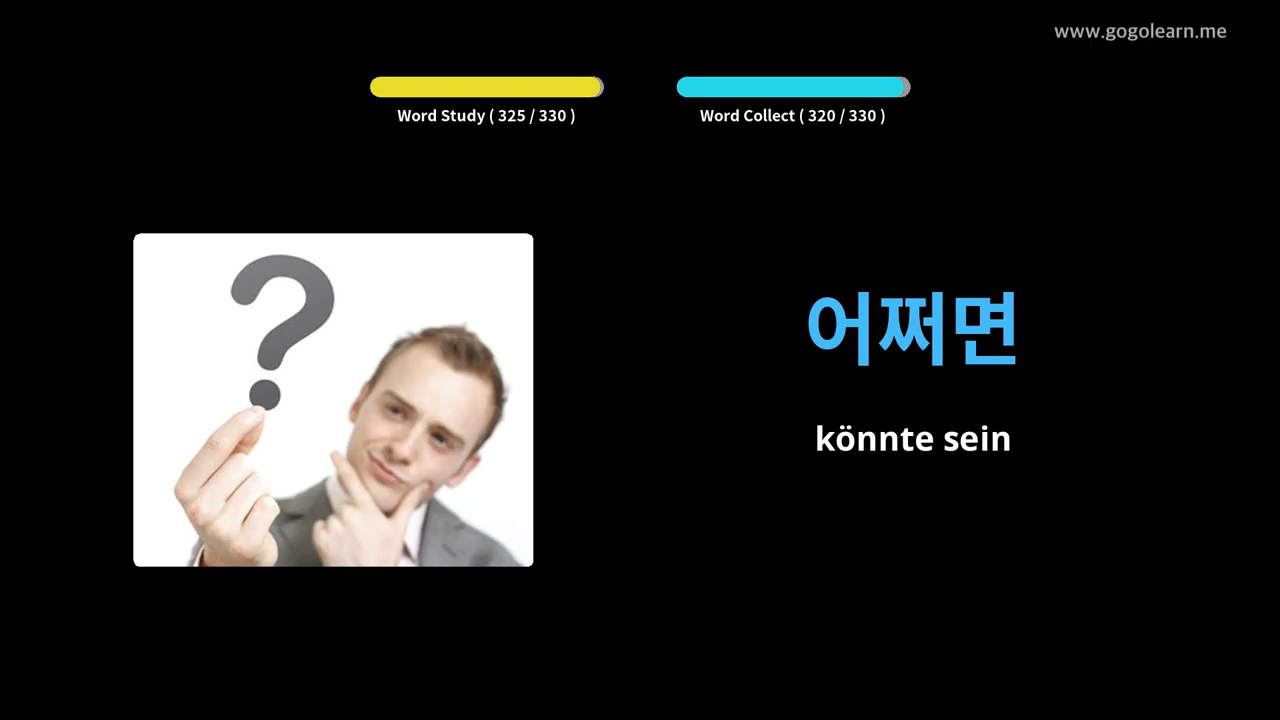 www.gogolearn.me
Word Study ( 325 / 330 )
Word Collect ( 320 / 330 )
어쩌면
könnte sein